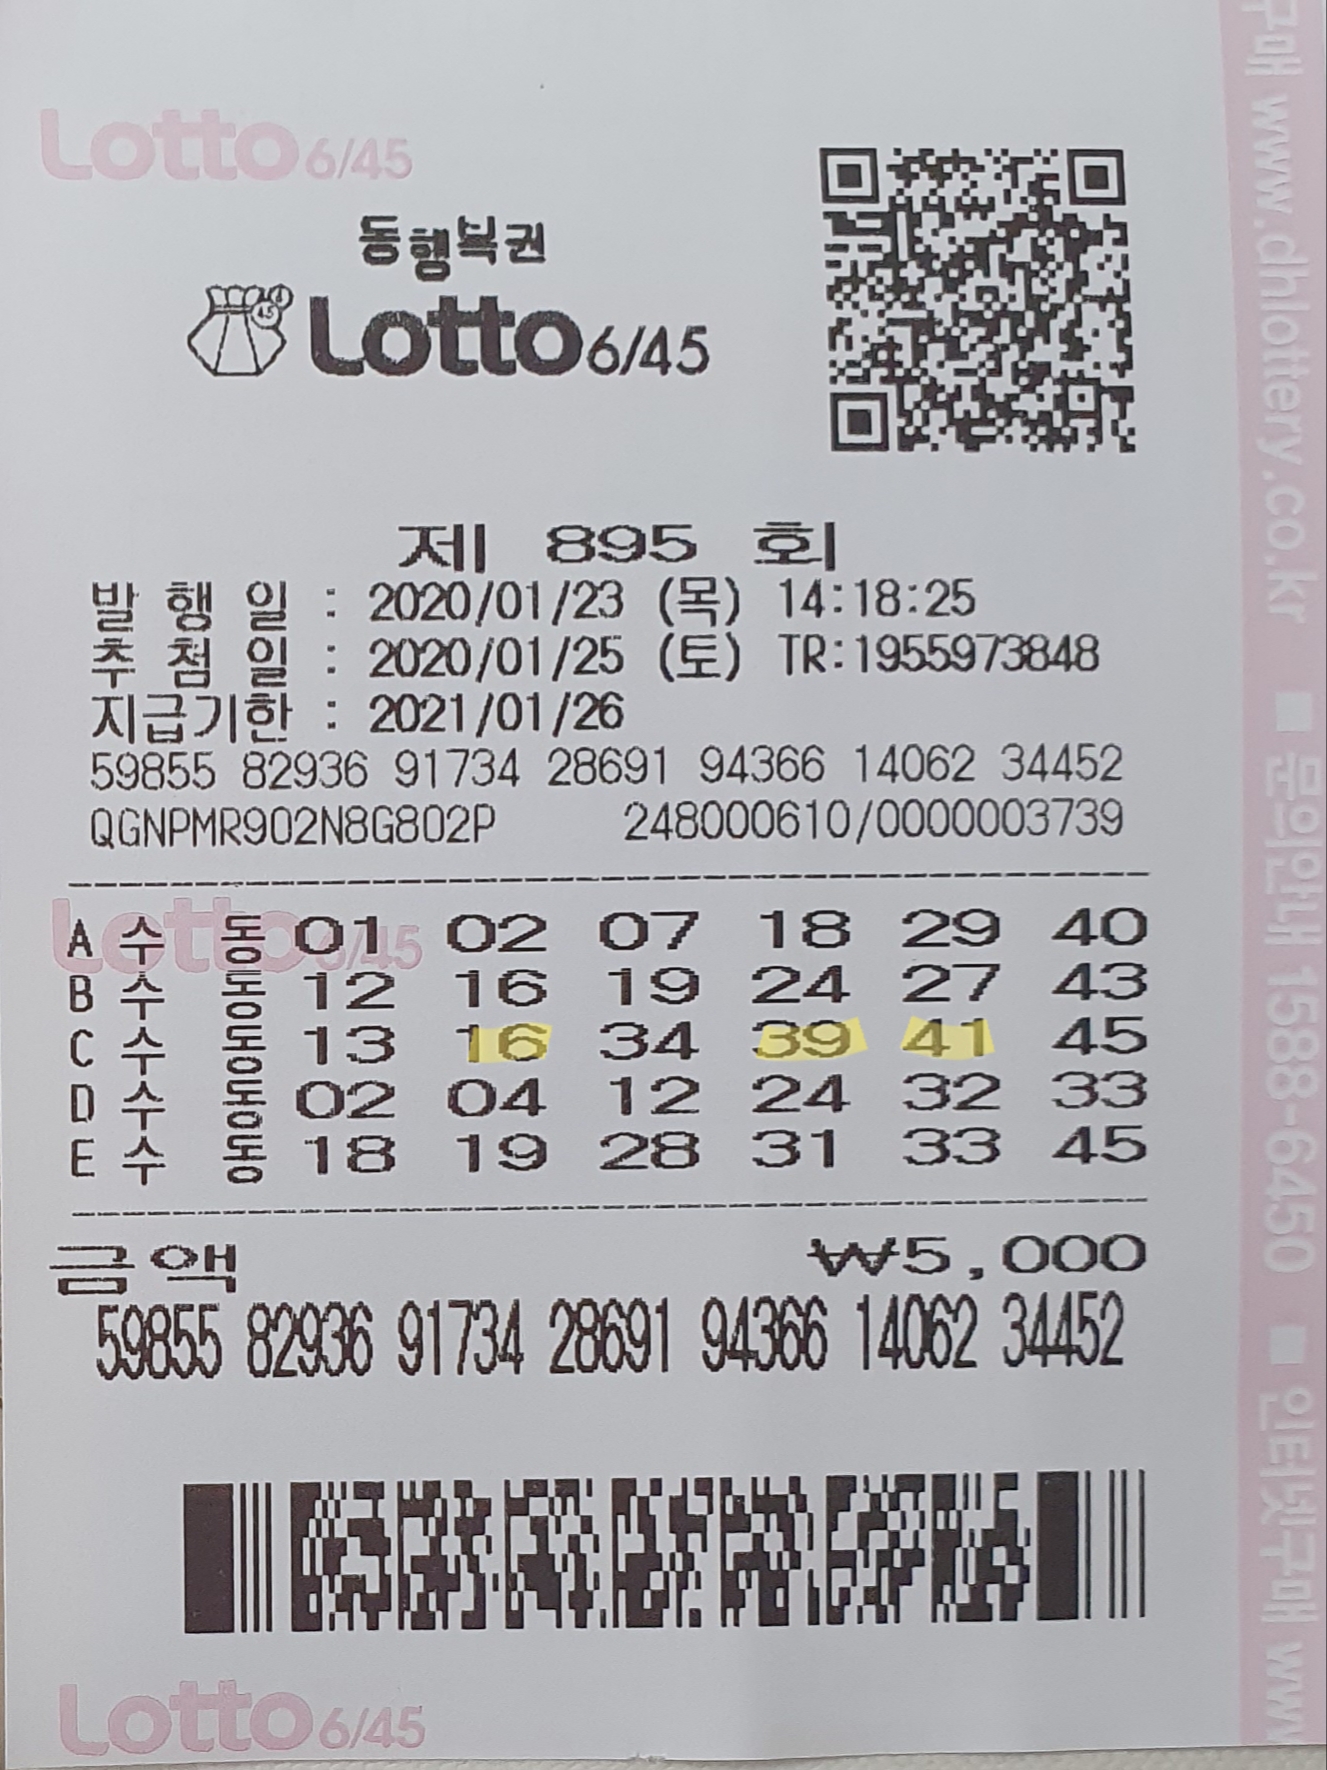 Lotto 6/45
동행복권
Lotto 6/45
제 895 회
발 행 일 : 2020/01/23 (목) 14:18:25
추 첨 일 : 2020/01/25 (토) TR:1955973848
지급기한 : 2021/01/26
59855 82936 91734 28691 94366 14062 34452
QGNPMR902N8G802P 248000610/0000003739
Lotto 6/45
A 수 동 01 02 07 18 29 40
B 수 동 12 16 19 24 27 43
C 수 동 13 16 34 39 41 45
D 수 동 02 04 12 24 32 33
E 수 동 18 19 28 31 33 45
금액 ₩5,000
59855 82936 91734 28691 94366 14062 34452
Lotto 6/45
구매 www.dhlottery.co.kr ■ 문의안내 1588-6450 ■ 인터넷구매 www